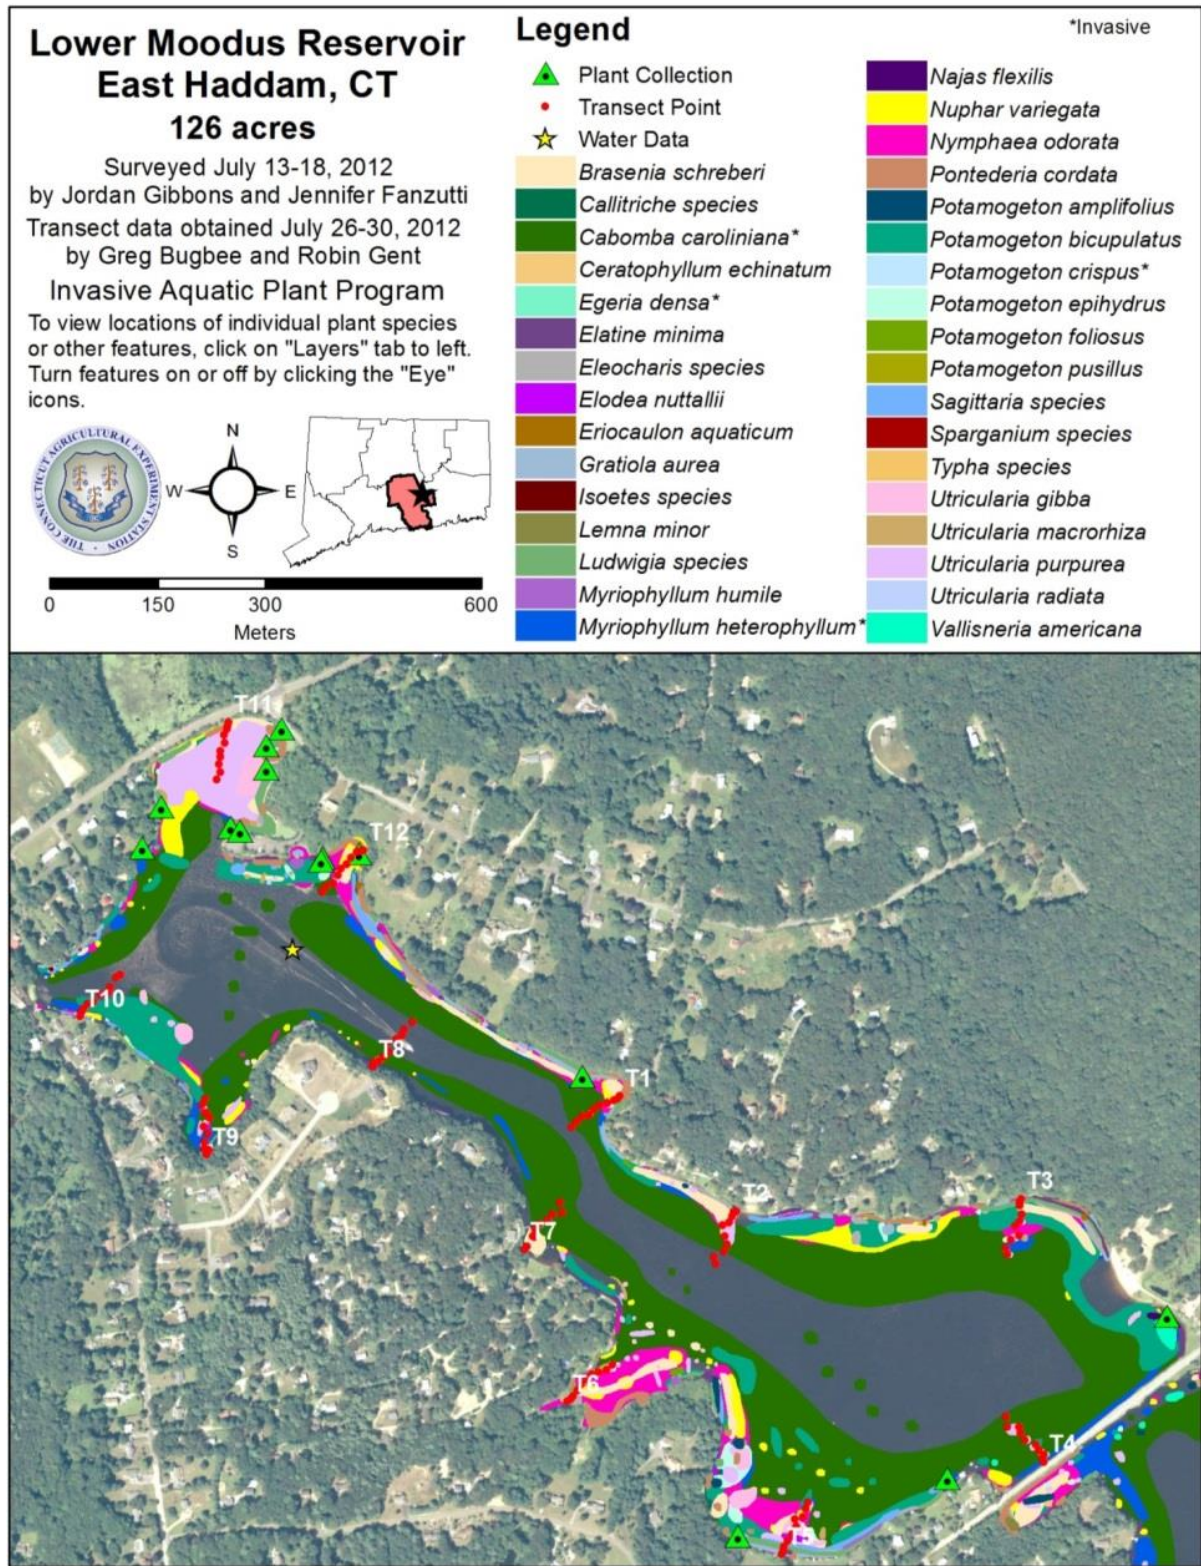 Lower Moodus Reservoir
East Haddam, CT
126 acres
Surveyed July 13-18, 2012
by Jordan Gibbons and Jennifer Fanzutti
Transect data obtained July 26-30, 2012
by Greg Bugbee and Robin Gent
Invasive Aquatic Plant Program
To view locations of individual plant species
or other features, click on "Layers" tab to left.
Turn features on or off by clicking the "Eye"
icons.
THE CONNECTICUT AGRICULTURAL EXPERIMENT STATION
N
W
E
S
0 150 300 600
Meters
Legend
*Invasive
Plant Collection
Transect Point
Water Data
Brasenia schreberi
Callitriche species
Cabomba caroliniana*
Ceratophyllum echinatum
Egeria densa*
Elatine minima
Eleocharis species
Elodea nuttallii
Eriocaulon aquaticum
Gratiola aurea
Isoetes species
Lemna minor
Ludwigia species
Myriophyllum humile
Myriophyllum heterophyllum*
Najas flexilis
Nuphar variegata
Nymphaea odorata
Pontederia cordata
Potamogeton amplifolius
Potamogeton bicupulatus
Potamogeton crispus*
Potamogeton epihydrus
Potamogeton foliosus
Potamogeton pusillus
Sagittaria species
Sparganium species
Typha species
Utricularia gibba
Utricularia macrorhiza
Utricularia purpurea
Utricularia radiata
Vallisneria americana
T11
T12
T10
T8
T1
T9
T2
T3
T7
T6
T4
T5